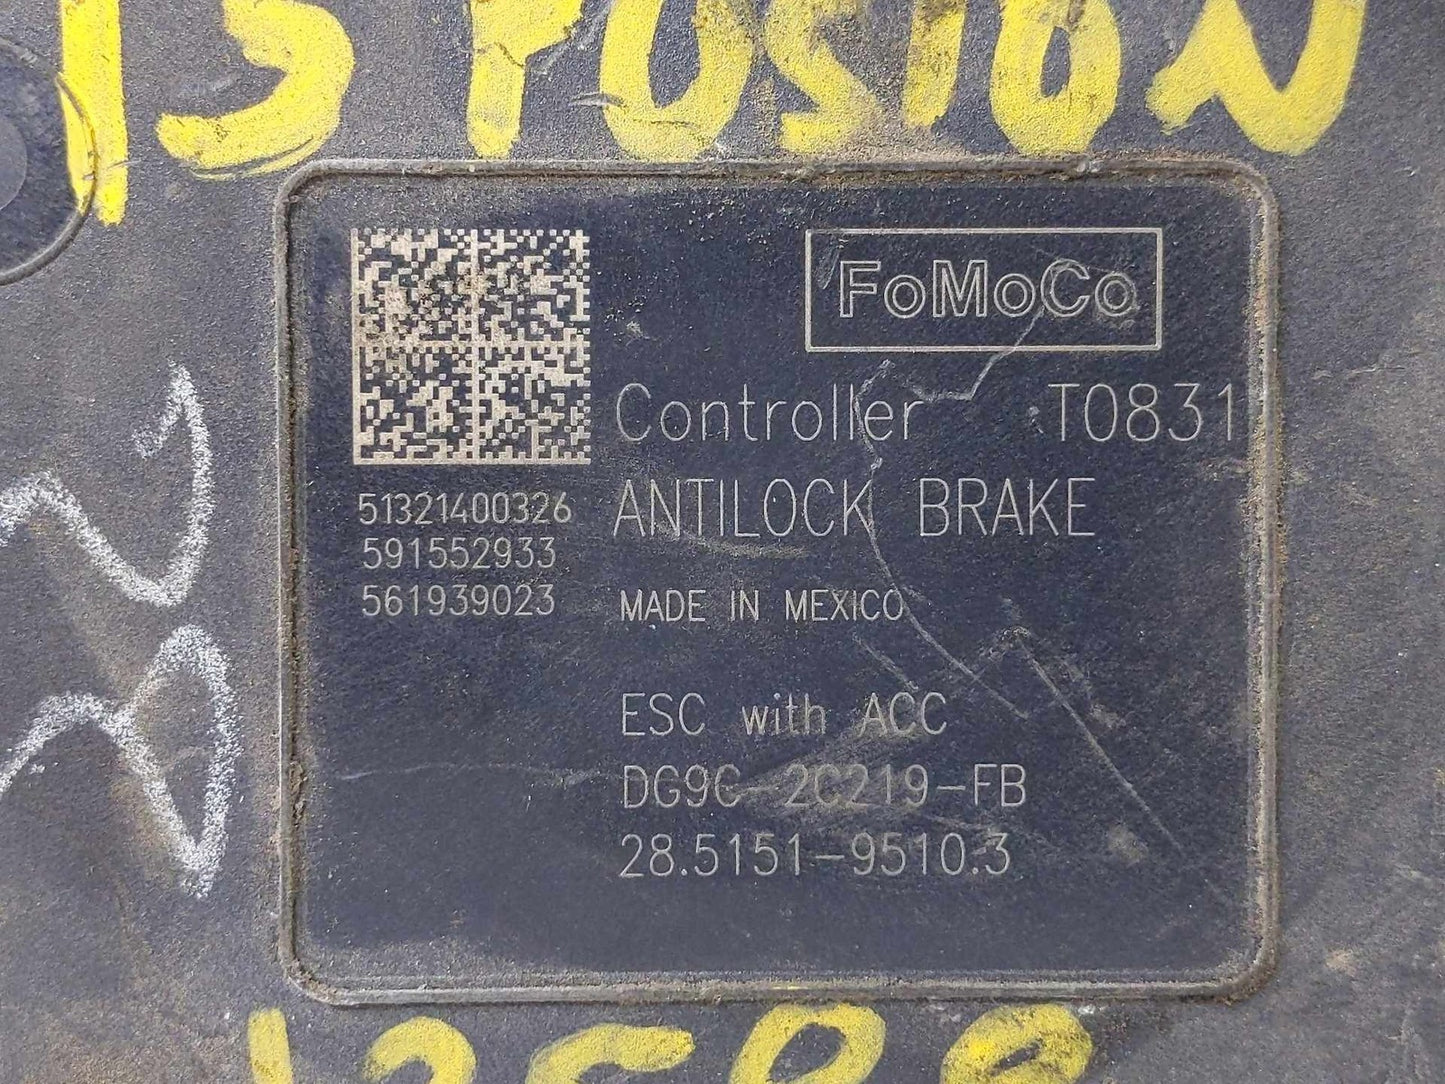 13 FUSION
FoMoCo
Controller T0831
ANTILOCK BRAKE
51321400326
591552933
561939023
MADE IN MEXICO
ESC with ACC
DG9C-2C219-FB
28.5151-9510.3